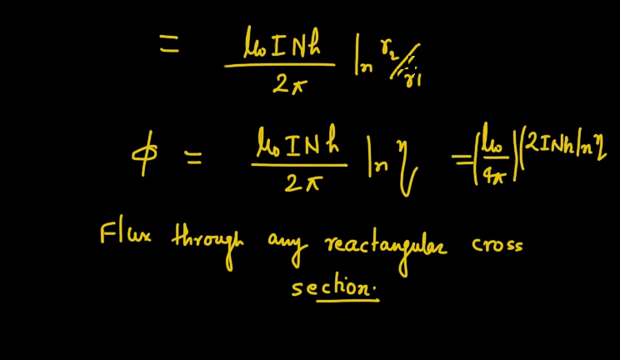 = μ₀INh/2π ln r₂/r1
ϕ = μ₀INh/2π ln η = (μ₀/4π)(2INh ln η
Flux through any reactangular cross
section.